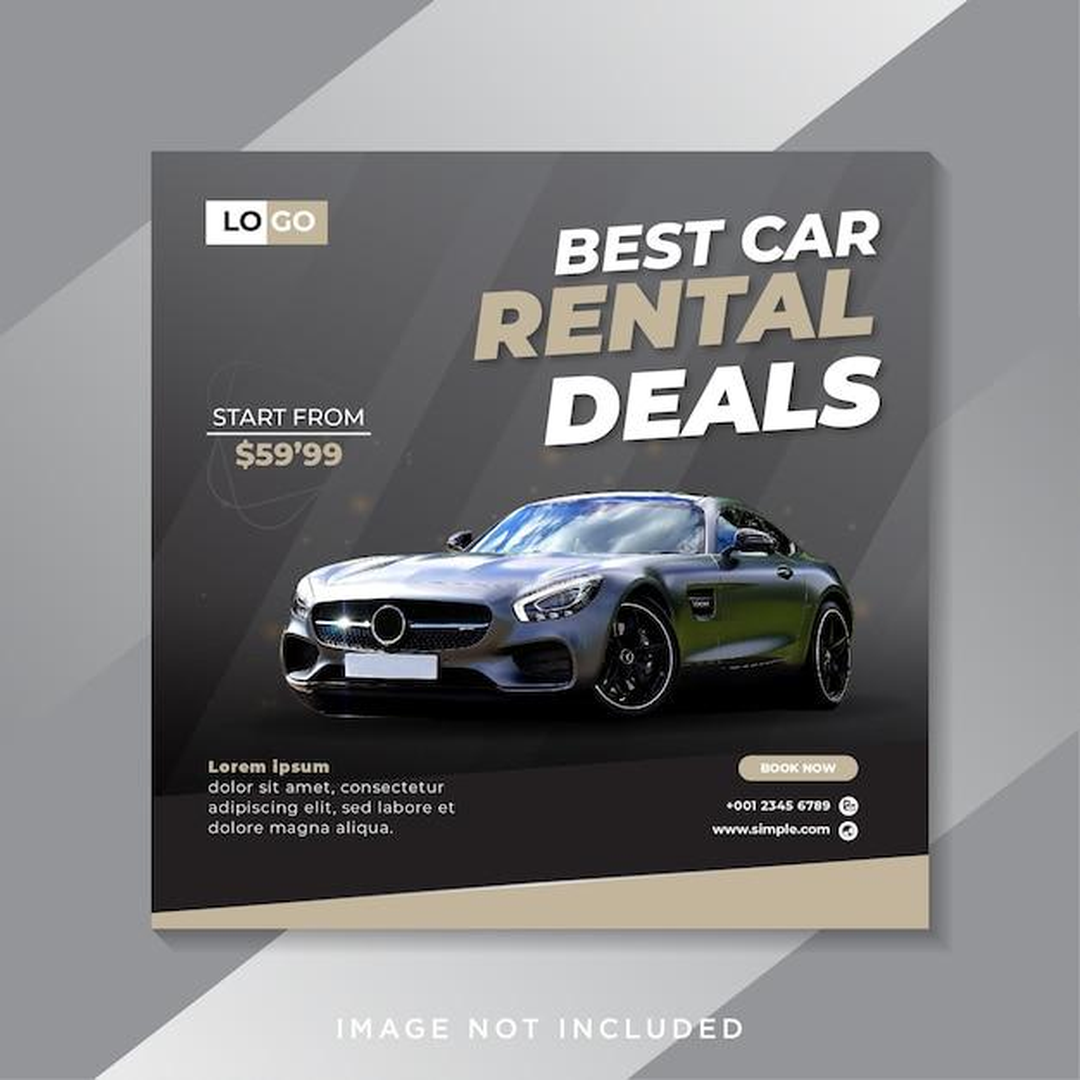 LOGO
BEST CAR
RENTAL
DEALS
START FROM
$59'99
Lorem ipsum
dolor sit amet, consectetur
adipiscing elit, sed labore et
dolore magna aliqua.
BOOK NOW
+001 2345 6789
www.simple.com
IMAGE NOT INCLUDED